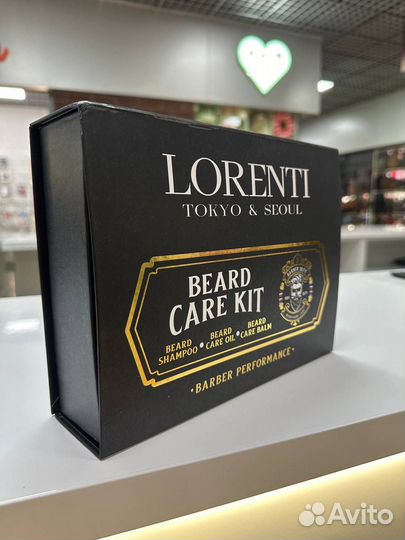 LORENTI
TOKYO & SEOUL
BEARD
CARE KIT
BEARD SHAMPOO • BEARD CARE OIL • BEARD CARE BALM
• BARBER PERFORMANCE •
Avito